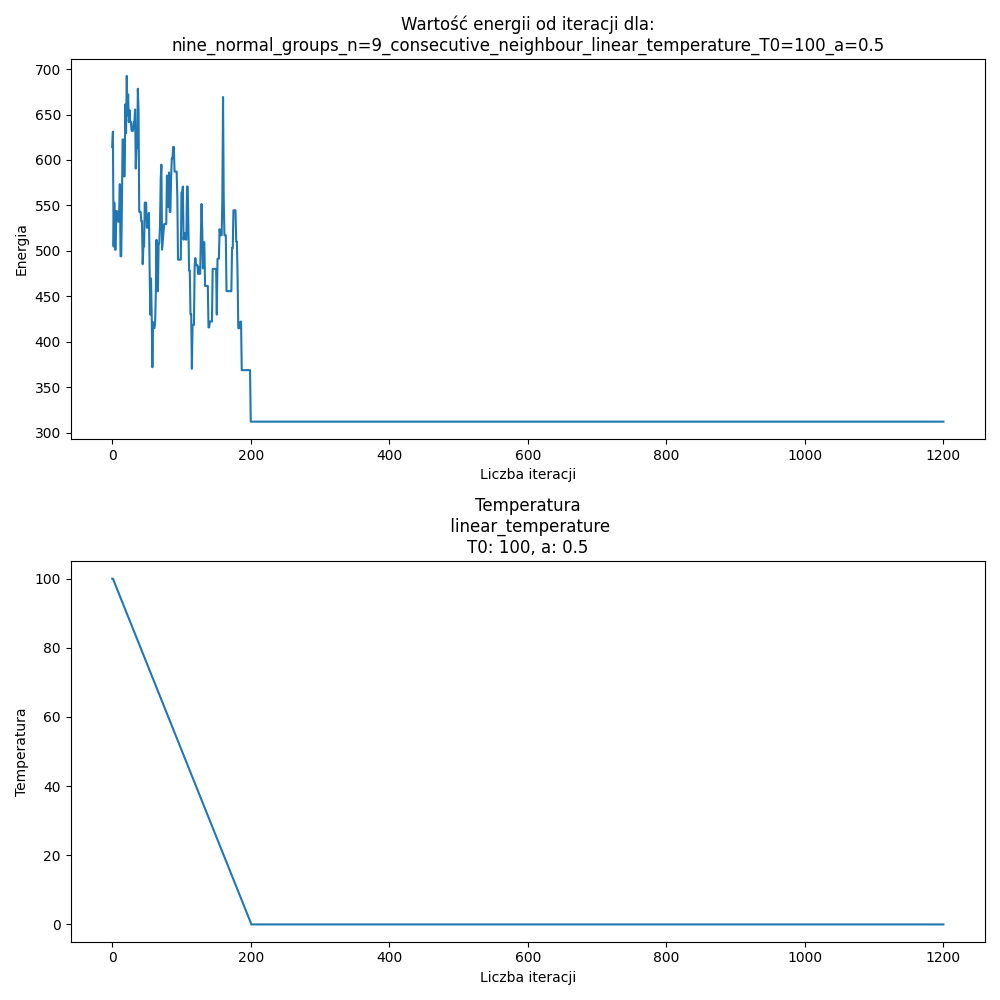 Wartość energii od iteracji dla:
nine_normal_groups_n=9_consecutive_neighbour_linear_temperature_T0=100_a=0.5
700
650
600
550
500
450
400
350
300
Energia
0 200 400 600 800 1000 1200
Liczba iteracji
Temperatura
linear_temperature
T0: 100, a: 0.5
100
80
60
40
20
0
Temperatura
0 200 400 600 800 1000 1200
Liczba iteracji